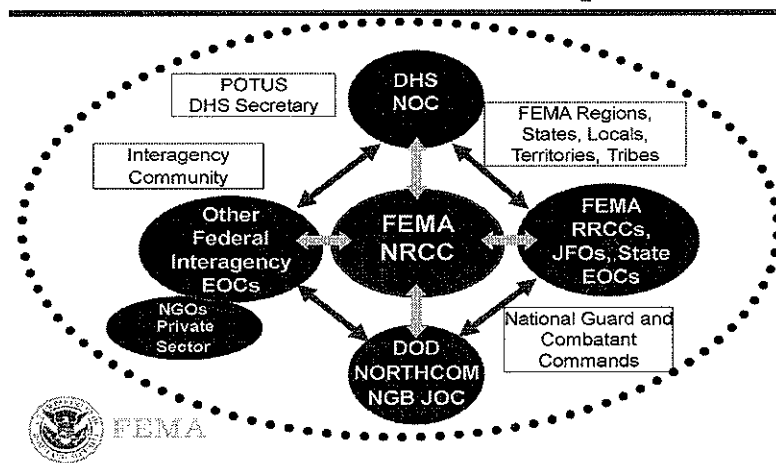 POTUS
DHS Secretary
DHS
NOC
FEMA Regions,
States, Locals,
Territories, Tribes
Interagency
Community
Other
Federal
Interagency
EOCs
FEMA
NRCC
FEMA
RRCCs,
JFOs, State
EOCs
NGOs
Private
Sector
DOD
NORTHCOM
NGB JOC
National Guard and
Combatant
Commands
FEMA